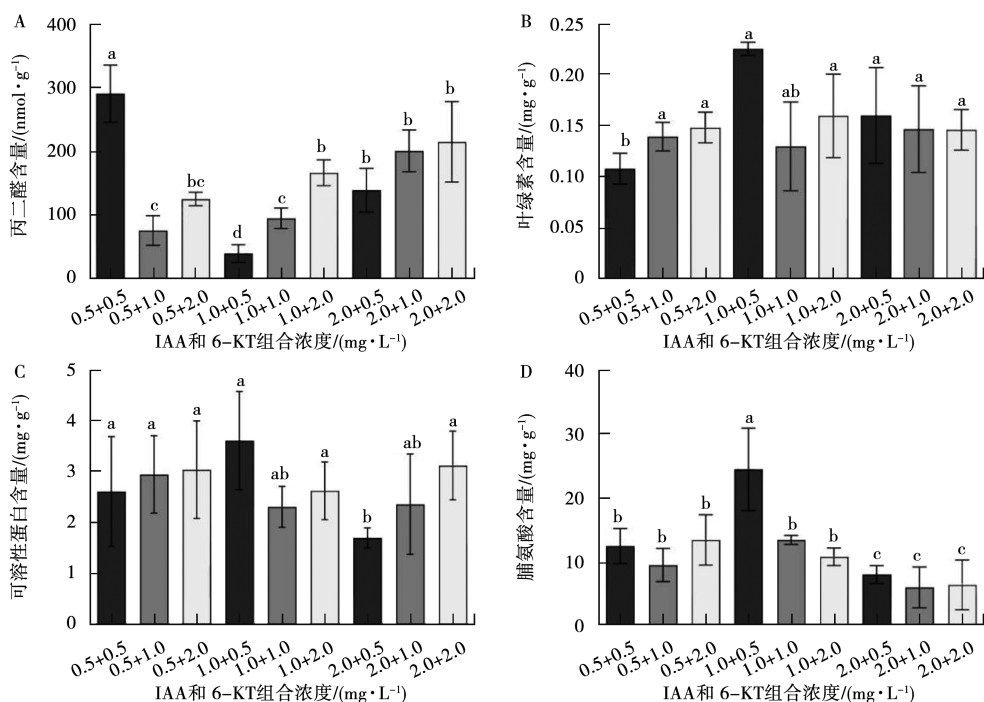 A
丙二醛含量/(nmol·g⁻¹)
400
300
200
100
0
a
c
bc
d
c
b
b
b
b
0.5+0.5
0.5+1.0
0.5+2.0
1.0+0.5
1.0+1.0
1.0+2.0
2.0+0.5
2.0+1.0
2.0+2.0
IAA和 6-KT组合浓度/(mg·L⁻¹)
B
叶绿素含量/(mg·g⁻¹)
0.25
0.20
0.15
0.10
0.05
0.00
b
a
a
a
ab
a
a
a
a
0.5+0.5
0.5+1.0
0.5+2.0
1.0+0.5
1.0+1.0
1.0+2.0
2.0+0.5
2.0+1.0
2.0+2.0
IAA和 6-KT组合浓度/(mg·L⁻¹)
C
可溶性蛋白含量/(mg·g⁻¹)
5
4
3
2
1
0
a
a
a
a
ab
a
b
ab
a
0.5+0.5
0.5+1.0
0.5+2.0
1.0+0.5
1.0+1.0
1.0+2.0
2.0+0.5
2.0+1.0
2.0+2.0
IAA和 6-KT组合浓度/(mg·L⁻¹)
D
脯氨酸含量/(mg·g⁻¹)
40
30
20
10
0
b
b
b
a
b
b
c
c
c
0.5+0.5
0.5+1.0
0.5+2.0
1.0+0.5
1.0+1.0
1.0+2.0
2.0+0.5
2.0+1.0
2.0+2.0
IAA和 6-KT组合浓度/(mg·L⁻¹)